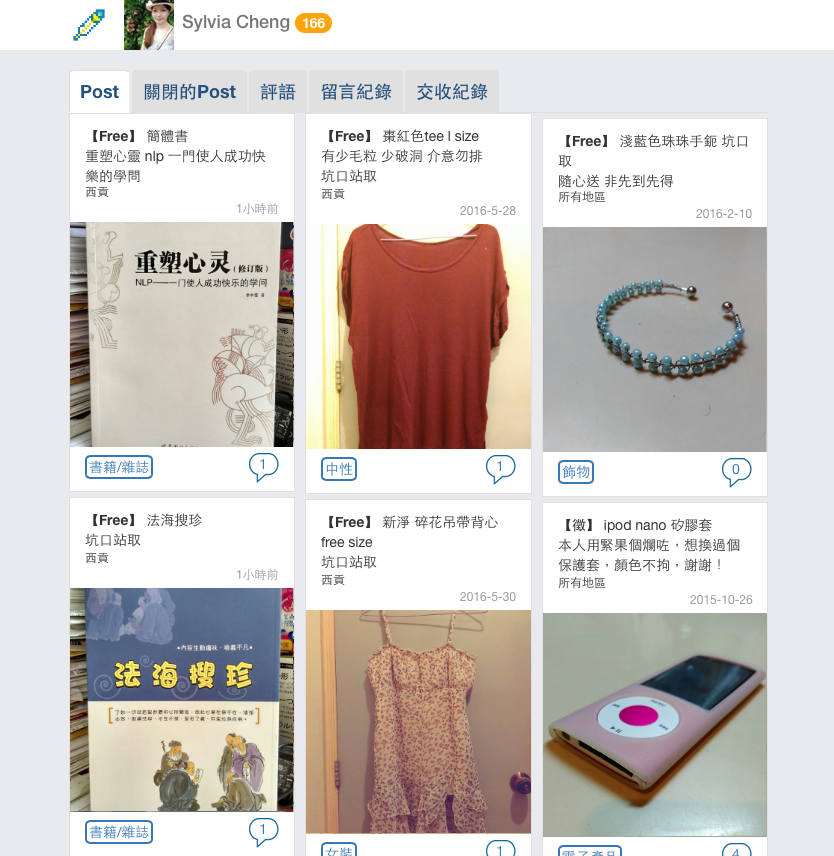 Sylvia Cheng 166
Post
關閉的Post
評語
留言紀錄
交收紀錄
【Free】 簡體書
重塑心靈 nlp 一門使人成功快
樂的學問
西貢
1小時前
重塑心灵（修订版）
NLP——一门使人成功快乐的学问
書籍/雜誌
1
【Free】 法海搜珍
坑口站取
西貢
1小時前
●內容生動趣味，喻義不凡●
法海搜珍
書籍/雜誌
1
【Free】 棗紅色tee l size
有少毛粒 少破洞 介意勿排
坑口站取
西貢
2016-5-28
中性
1
【Free】 新淨 碎花吊帶背心
free size
坑口站取
西貢
2016-5-30
女裝
1
【Free】 淺藍色珠珠手鈪 坑口
取
隨心送 非先到先得
所有地區
2016-2-10
飾物
0
【徵】 ipod nano 矽膠套
本人用緊果個爛咗，想換過個
保護套，顏色不拘，謝謝！
所有地區
2015-10-26
MENU
電子產品
4